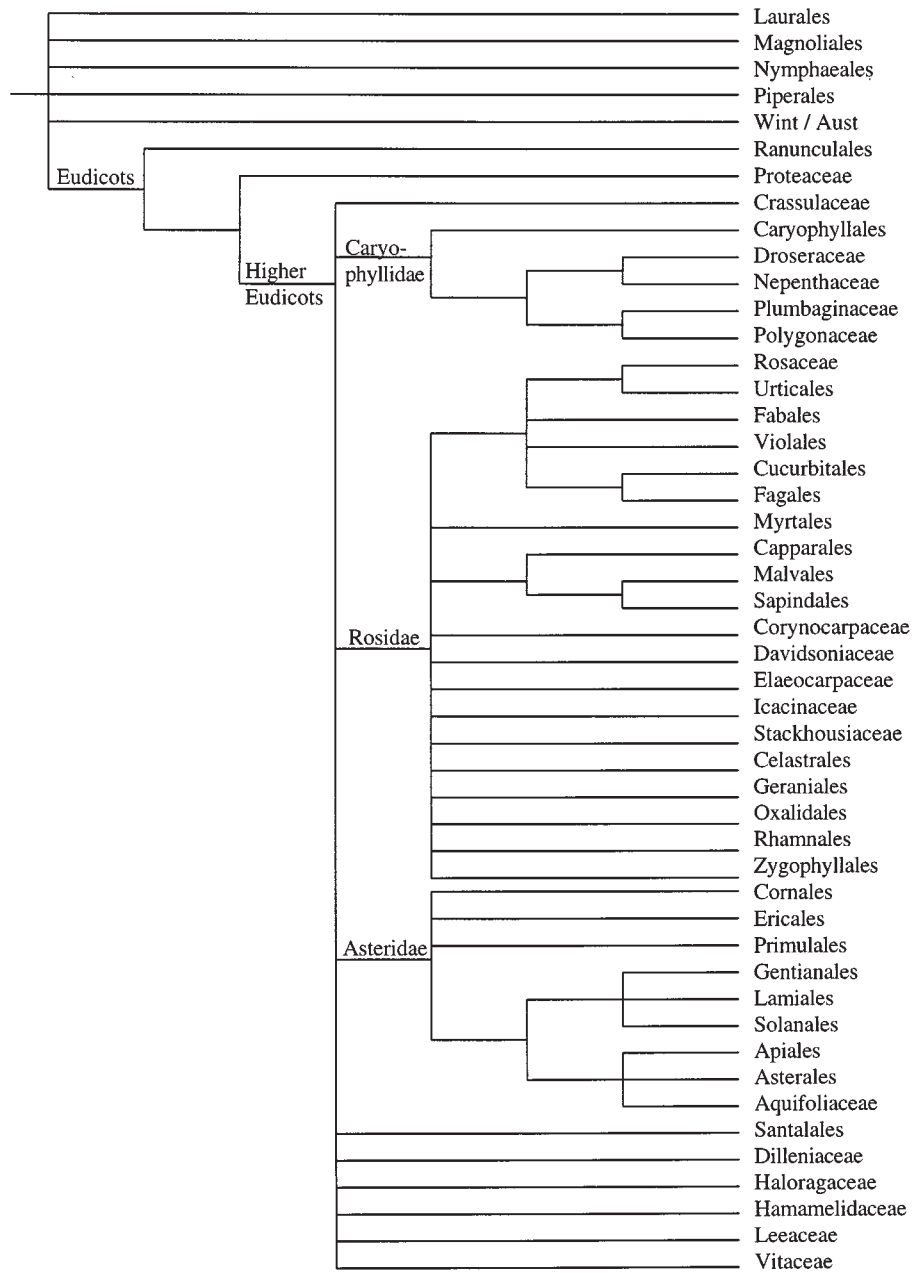 Laurales
Magnoliales
Nymphaeales
Piperales
Wint / Aust
Ranunculales
Eudicots
Proteaceae
Crassulaceae
Caryophyllales
Caryo-
phyllidae
Droseraceae
Higher
Eudicots
Nepenthaceae
Plumbaginaceae
Polygonaceae
Rosaceae
Urticales
Fabales
Violales
Cucurbitales
Fagales
Myrtales
Capparales
Malvales
Sapindales
Corynocarpaceae
Rosidae
Davidsoniaceae
Elaeocarpaceae
Icacinaceae
Stackhousiaceae
Celastrales
Geraniales
Oxalidales
Rhamnales
Zygophyllales
Cornales
Ericales
Primulales
Asteridae
Gentianales
Lamiales
Solanales
Apiales
Asterales
Aquifoliaceae
Santalales
Dilleniaceae
Haloragaceae
Hamamelidaceae
Leeaceae
Vitaceae